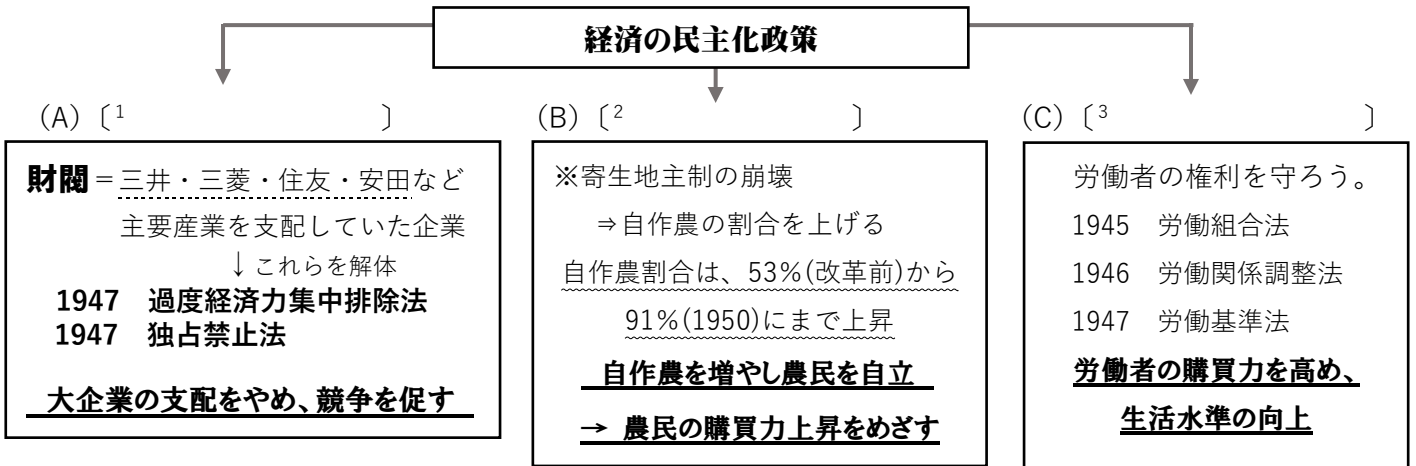 経済の民主化政策
(A)〔¹ 〕
財閥=三井・三菱・住友・安田など
主要産業を支配していた企業
↓これらを解体
1947 過度経済力集中排除法
1947 独占禁止法
大企業の支配をやめ、競争を促す
(B)〔² 〕
※寄生地主制の崩壊
⇒自作農の割合を上げる
自作農割合は、53%(改革前)から
91%(1950)にまで上昇
自作農を増やし農民を自立
→ 農民の購買力上昇をめざす
(C)〔³ 〕
労働者の権利を守ろう。
1945 労働組合法
1946 労働関係調整法
1947 労働基準法
労働者の購買力を高め、
生活水準の向上